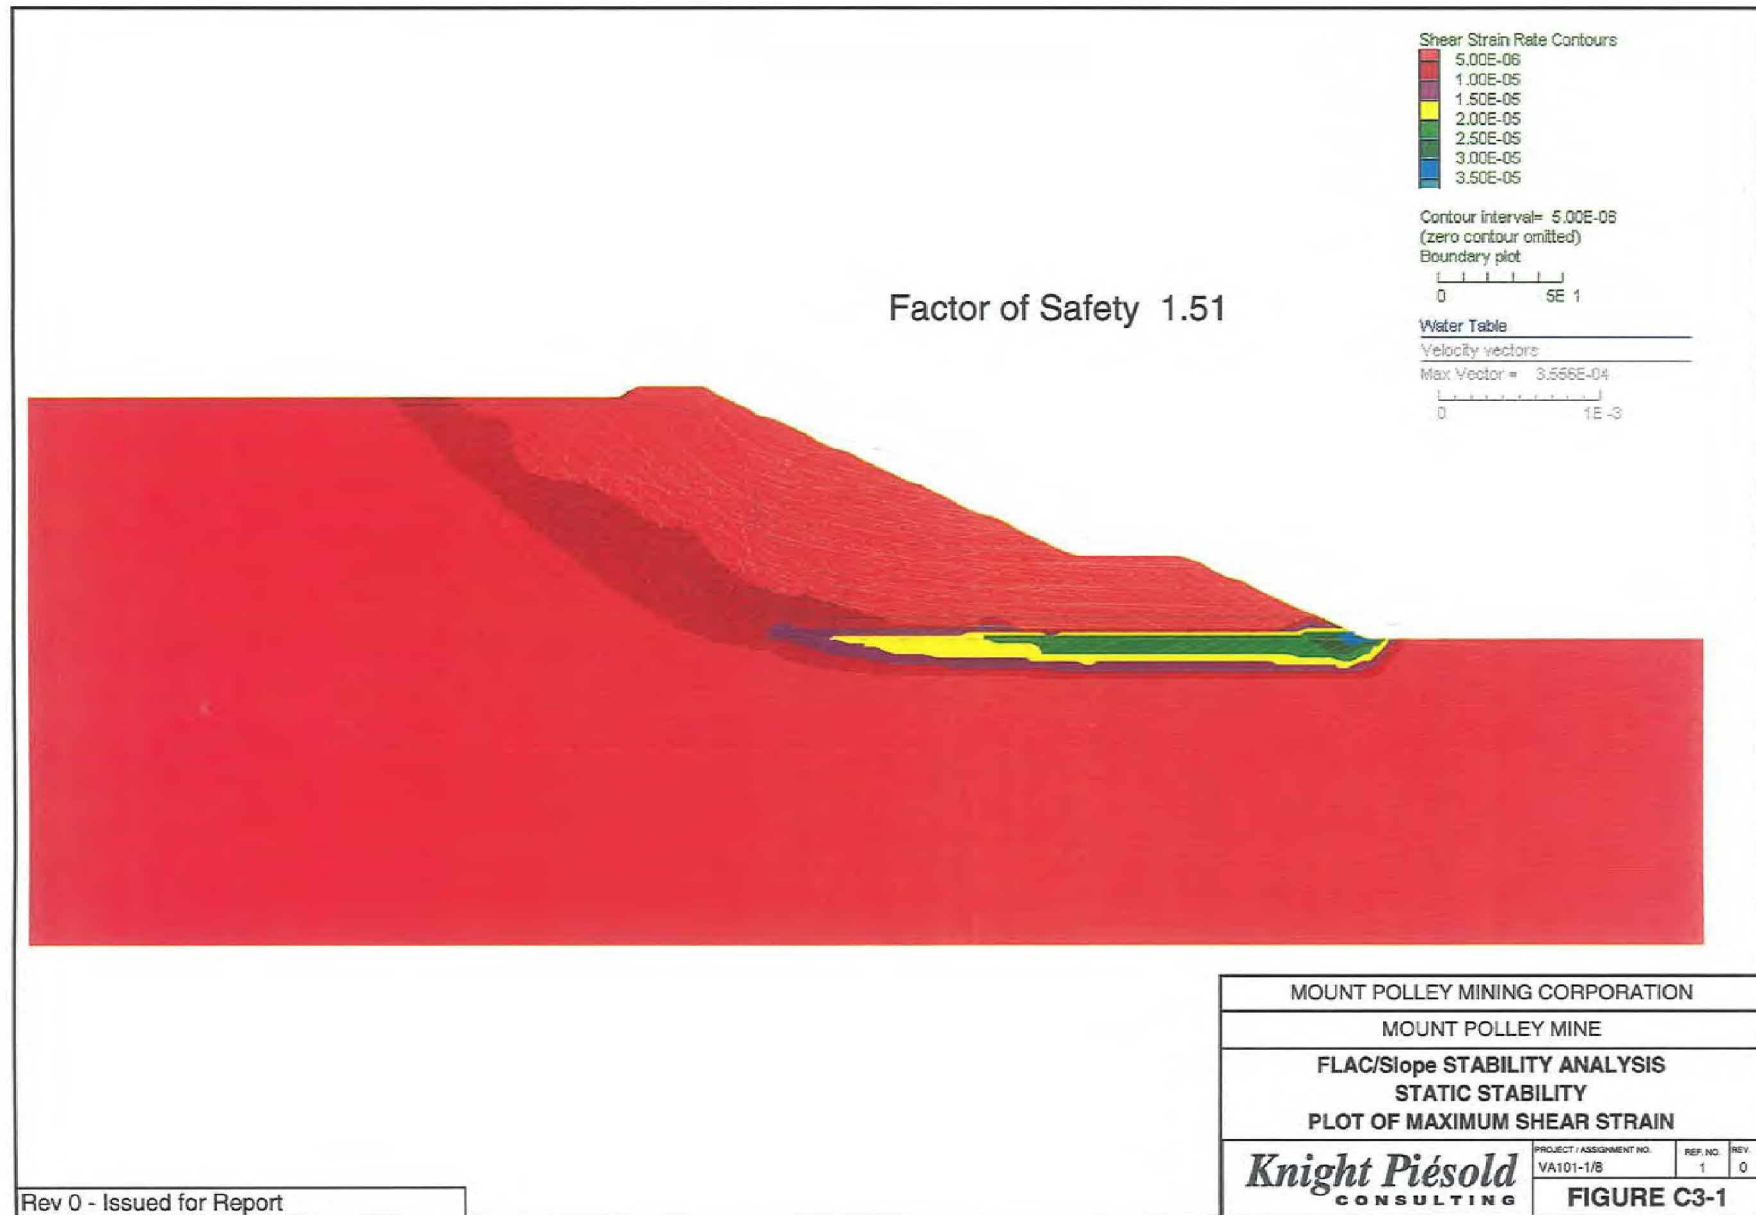 Shear Strain Rate Contours
5.00E-06
1.00E-05
1.50E-05
2.00E-05
2.50E-05
3.00E-05
3.50E-05
Contour interval= 5.00E-06
(zero contour omitted)
Boundary plot
0 5E 1
Water Table
Velocity vectors
Max Vector = 3.556E-04
0 1E -3
Factor of Safety 1.51
MOUNT POLLEY MINING CORPORATION
MOUNT POLLEY MINE
FLAC/Slope STABILITY ANALYSIS
STATIC STABILITY
PLOT OF MAXIMUM SHEAR STRAIN
Knight Piésold
CONSULTING
PROJECT / ASSIGNMENT NO.
VA101-1/8
REF. NO.
1
REV.
0
FIGURE C3-1
Rev 0 - Issued for Report